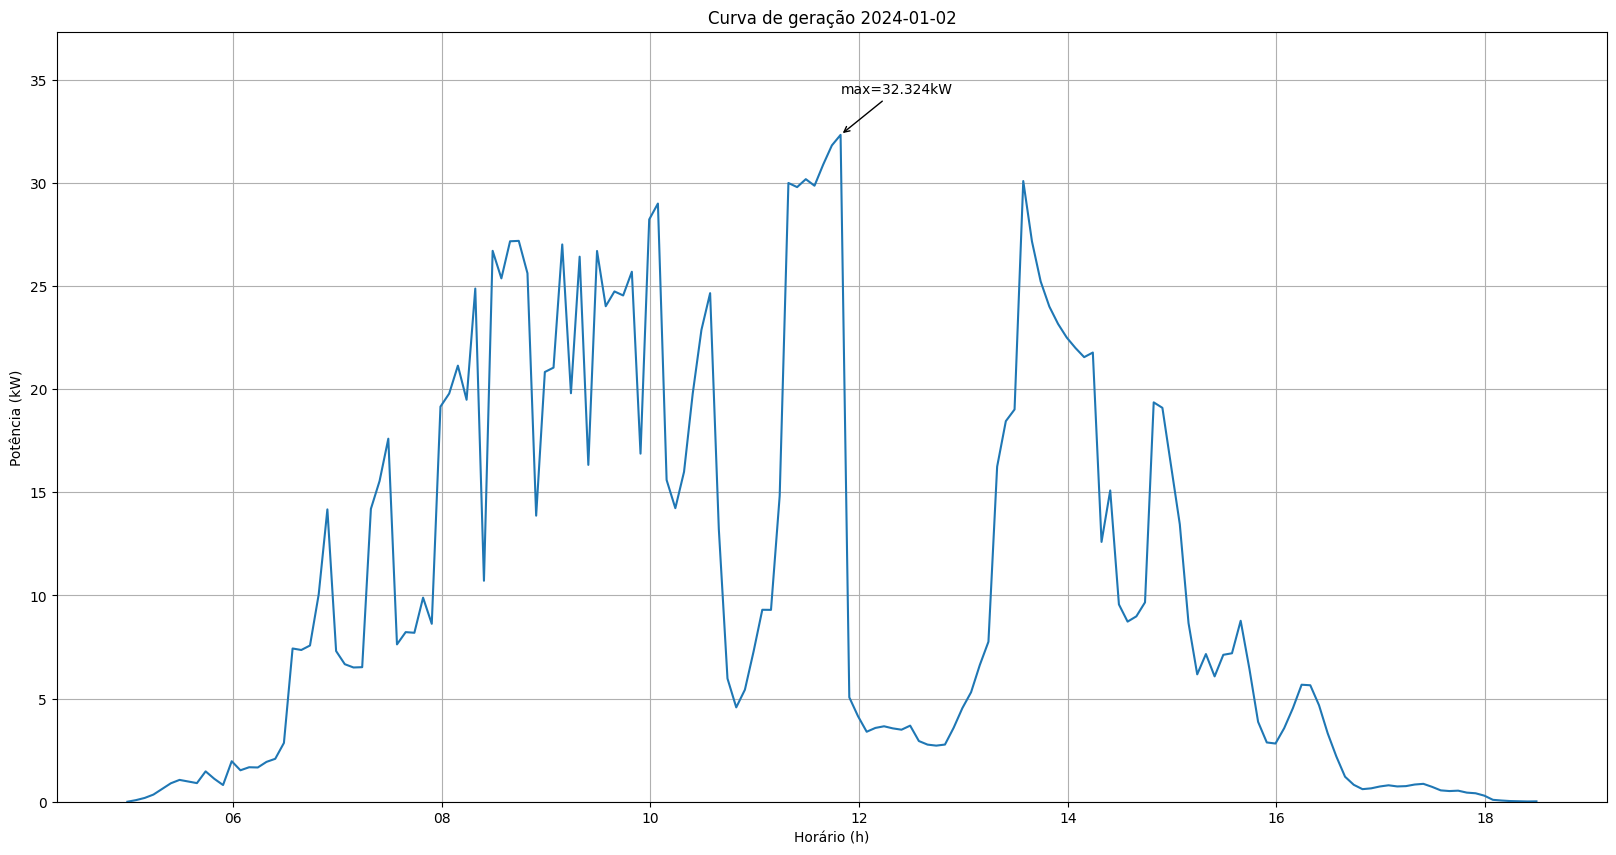 Curva de geração 2024-01-02
max=32.324kW
Potência (kW)
35
30
25
20
15
10
5
0
06 08 10 12 14 16 18
Horário (h)